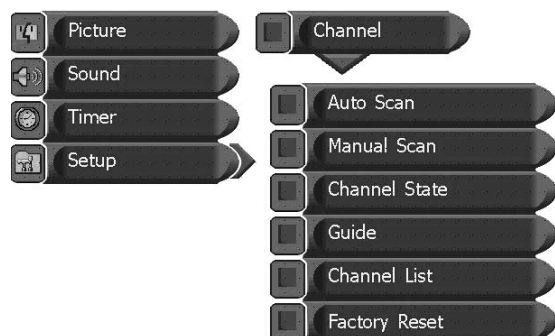 Picture
Sound
Timer
Setup
Channel
Auto Scan
Manual Scan
Channel State
Guide
Channel List
Factory Reset